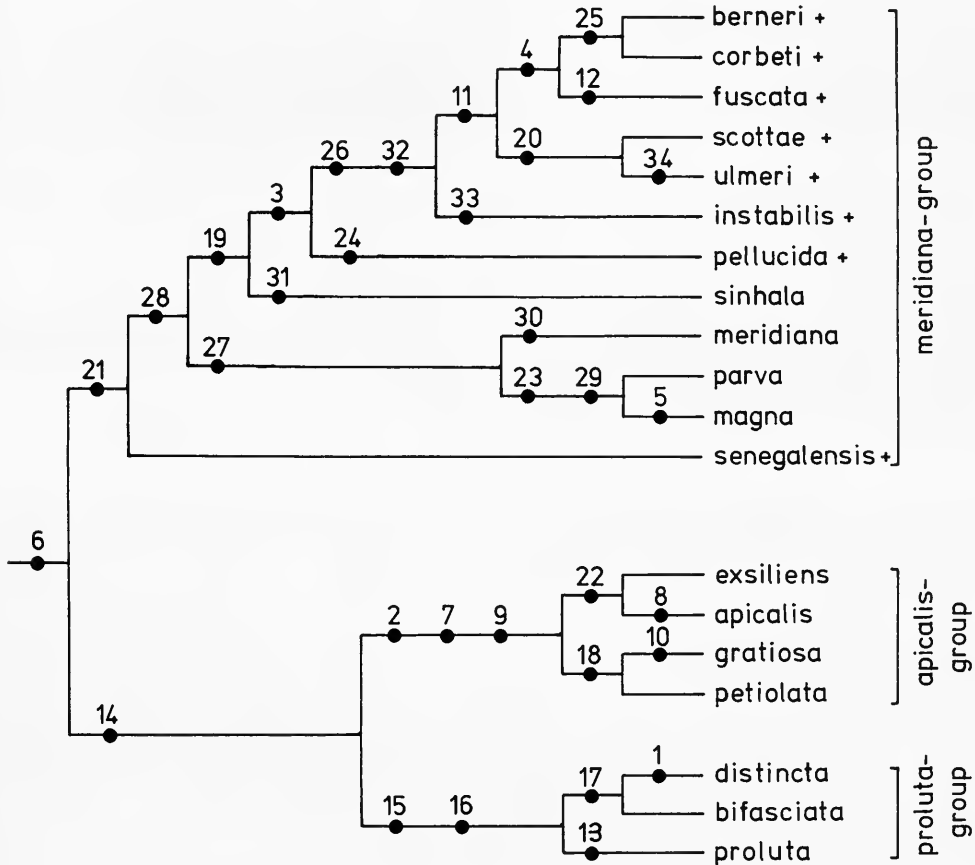 25 berneri +
4 corbeti +
12 fuscata +
11 scottae +
20 34 ulmeri +
26 32 33 instabilis +
3 24 pellucida +
19 31 sinhala
28 30 meridiana
27 23 29 parva
21 5 magna
senegalensis +
meridiana-group
6
22 exsiliens
8 apicalis
2 7 9 10 gratiosa
18 petiolata
apicalis-
group
14
1 distincta
17 bifasciata
15 16 13 proluta
proluta-
group